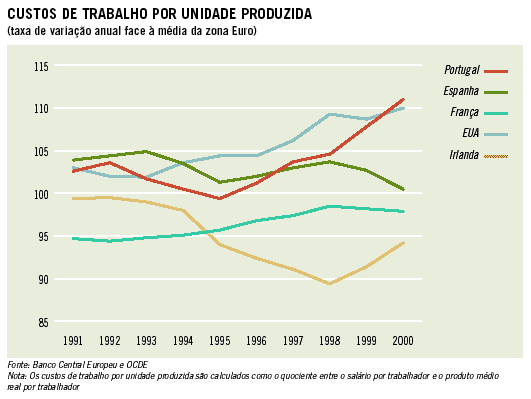 CUSTOS DE TRABALHO POR UNIDADE PRODUZIDA
(taxa de variação anual face à média da zona Euro)
115
110
105
100
95
90
85
1991 1992 1993 1994 1995 1996 1997 1998 1999 2000
Portugal
Espanha
França
EUA
Irlanda
Fonte: Banco Central Europeu e OCDE
Nota: Os custos de trabalho por unidade produzida são calculados como o quociente entre o salário por trabalhador e o produto médio
real por trabalhador